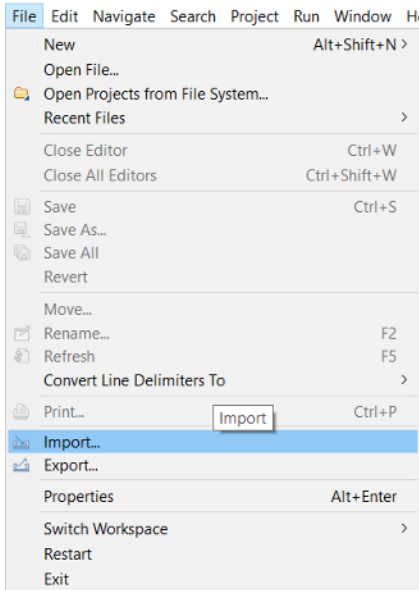 File Edit Navigate Search Project Run Window
New Alt+Shift+N >
Open File...
Open Projects from File System...
Recent Files >
Close Editor Ctrl+W
Close All Editors Ctrl+Shift+W
Save Ctrl+S
Save As...
Save All
Revert
Move...
Rename... F2
Refresh F5
Convert Line Delimiters To >
Print... Ctrl+P
Import
Import...
Export...
Properties Alt+Enter
Switch Workspace >
Restart
Exit